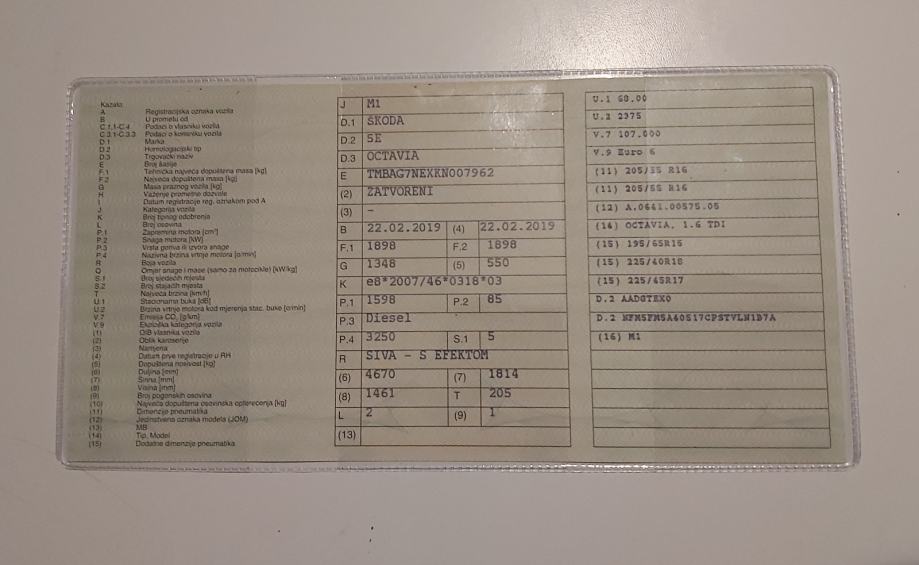 Kazalo
A Registracijska oznaka vozila
B U prometu od
C.1.1-C.4 Podaci o vlasniku vozila
C.3.1-C.3.3 Podaci o korisniku vozila
D.1 Marka
D.2 Homologacijski tip
D.3 Trgovački naziv
E Broj šasije
F.1 Tehnička najveća dopuštena masa [kg]
F.2 Najveća dopuštena masa [kg]
G Masa praznog vozila [kg]
H Važenje prometne dozvole
I Datum registracije reg. oznakom pod A
J Kategorija vozila
K Broj tipnog odobrenja
L Broj osovina
P.1 Zapremina motora [cm³]
P.2 Snaga motora [kW]
P.3 Vrsta goriva ili izvora snage
P.4 Nazivna brzina vrtnje motora [o/min]
R Boja vozila
Q Omjer snage i mase (samo za motocikle) [kW/kg]
S.1 Broj sjedećih mjesta
S.2 Broj stajaćih mjesta
T Najveća brzina [km/h]
U.1 Stacionarna buka [dB]
U.2 Brzina vrtnje motora kod mjerenja stac. buke [o/min]
V.7 Emisija CO₂ [g/km]
V.9 Ekološka kategorija vozila
(1) OIB vlasnika vozila
(2) Oblik karoserije
(3) Namjena
(4) Datum prve registracije u RH
(5) Dopuštena nosivost [kg]
(6) Duljina [mm]
(7) Širina [mm]
(8) Visina [mm]
(9) Broj pogonskih osovina
(10) Najveća dopuštena osovinska opterećenja [kg]
(11) Dimenzije pneumatika
(12) Jedinstvena oznaka modela (JOM)
(13) MB
(14) Tip, Model
(15) Dodatne dimenzije pneumatika
J M1
D.1 ŠKODA
D.2 5E
D.3 OCTAVIA
E TMBAG7NEXKN007962
(2) ZATVORENI
(3) -
B 22.02.2019 (4) 22.02.2019
F.1 1898 F.2 1898
G 1348 (5) 550
K e8*2007/46*0318*03
P.1 1598 P.2 85
P.3 Diesel
P.4 3250 S.1 5
R SIVA - S EFEKTOM
(6) 4670 (7) 1814
(8) 1461 T 205
L 2 (9) 1
(13)
U.1 68.00
U.2 2375
V.7 107.000
V.9 Euro 6
(11) 205/55 R16
(11) 205/55 R16
(12) A.0641.00575.05
(14) OCTAVIA, 1.6 TDI
(15) 195/65R15
(15) 225/40R18
(15) 225/45R17
D.2 AADGTEX0
D.2
(16) M1